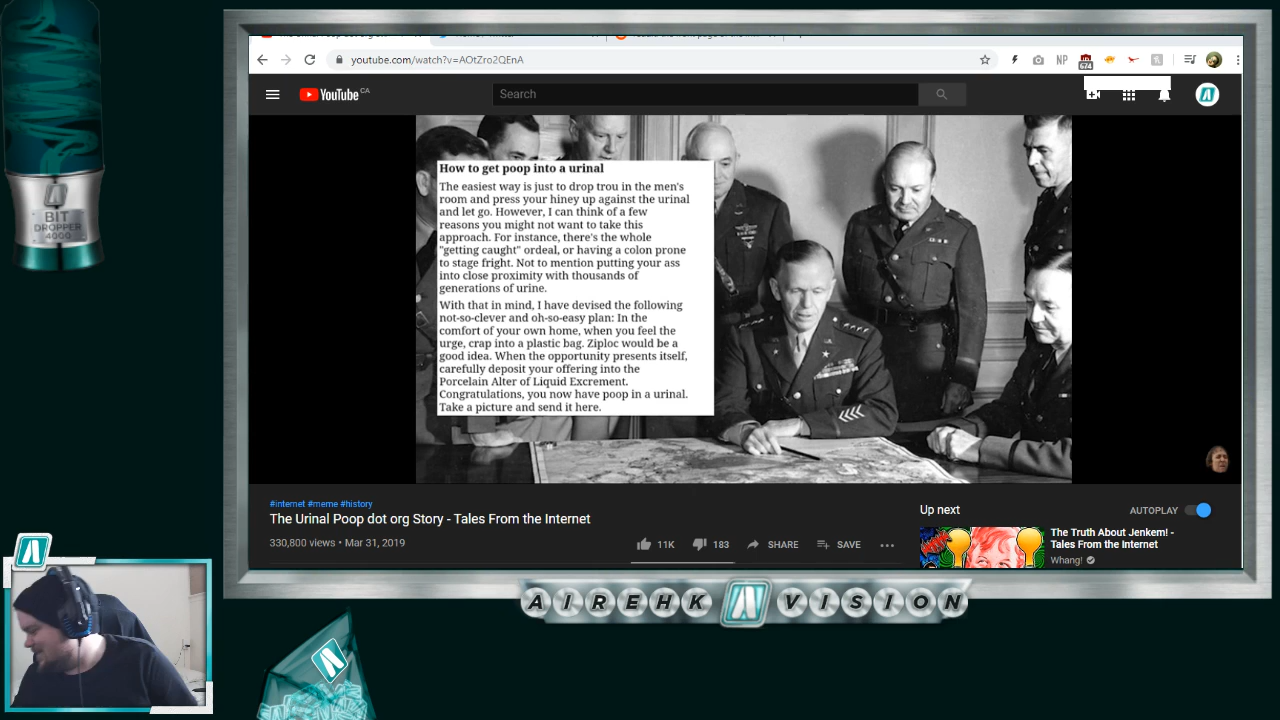 youtube.com/watch?v=AOtZro2QEnA
NP
674
YouTube CA
Search
How to get poop into a urinal
The easiest way is just to drop trou in the men's
room and press your hiney up against the urinal
and let go. However, I can think of a few
reasons you might not want to take this
approach. For instance, there's the whole
"getting caught" ordeal, or having a colon prone
to stage fright. Not to mention putting your ass
into close proximity with thousands of
generations of urine.
With that in mind, I have devised the following
not-so-clever and oh-so-easy plan: In the
comfort of your own home, when you feel the
urge, crap into a plastic bag. Ziploc would be a
good idea. When the opportunity presents itself,
carefully deposit your offering into the
Porcelain Alter of Liquid Excrement.
Congratulations, you now have poop in a urinal.
Take a picture and send it here.
#internet #meme #history
The Urinal Poop dot org Story - Tales From the Internet
330,800 views • Mar 31, 2019
11K
183
SHARE
SAVE
Up next
AUTOPLAY
The Truth About Jenkem! -
Tales From the Internet
Whang!
BIT
DROPPER
4000
AIREHK VISION